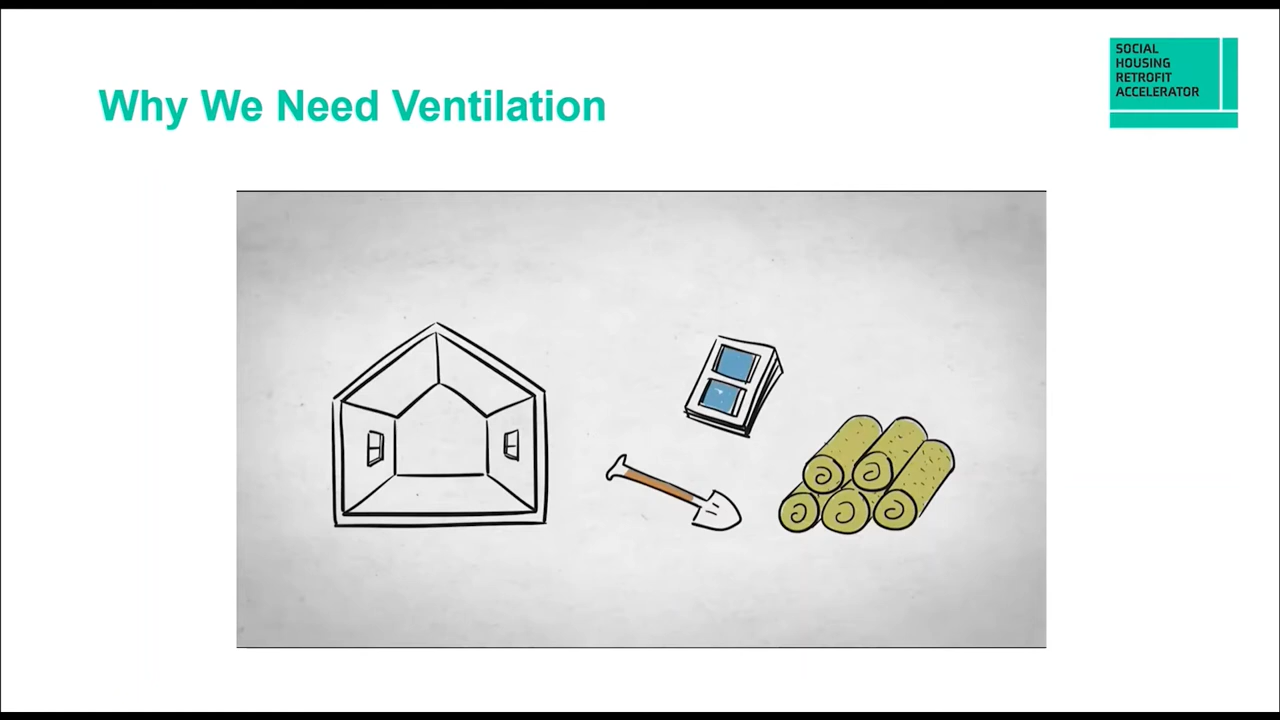 Why We Need Ventilation
SOCIAL
HOUSING
RETROFIT
ACCELERATOR